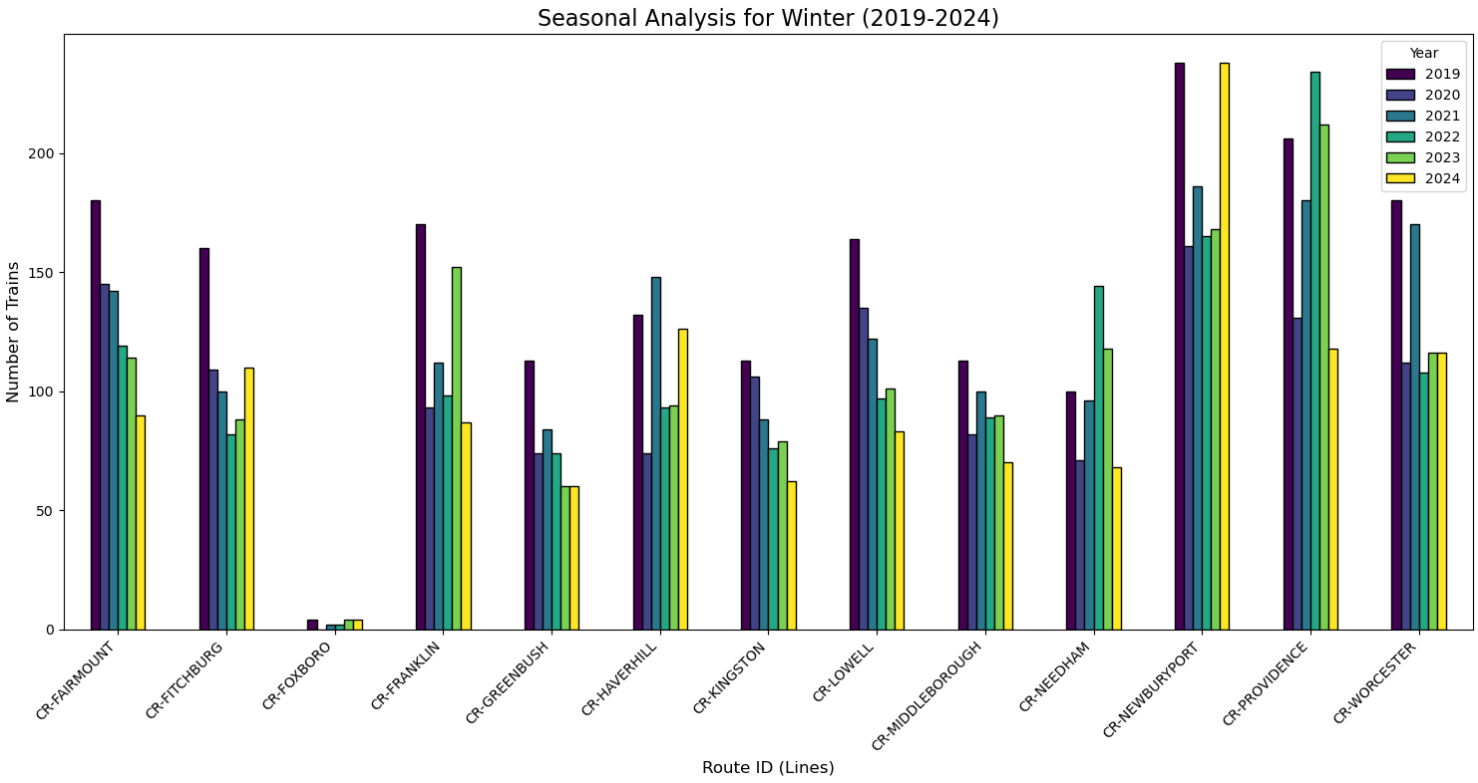 Seasonal Analysis for Winter (2019-2024)
Year
2019
2020
2021
2022
2023
2024
Number of Trains
200
150
100
50
0
CR-FAIRMOUNT
CR-FITCHBURG
CR-FOXBORO
CR-FRANKLIN
CR-GREENBUSH
CR-HAVERHILL
CR-KINGSTON
CR-LOWELL
CR-MIDDLEBOROUGH
CR-NEEDHAM
CR-NEWBURYPORT
CR-PROVIDENCE
CR-WORCESTER
Route ID (Lines)